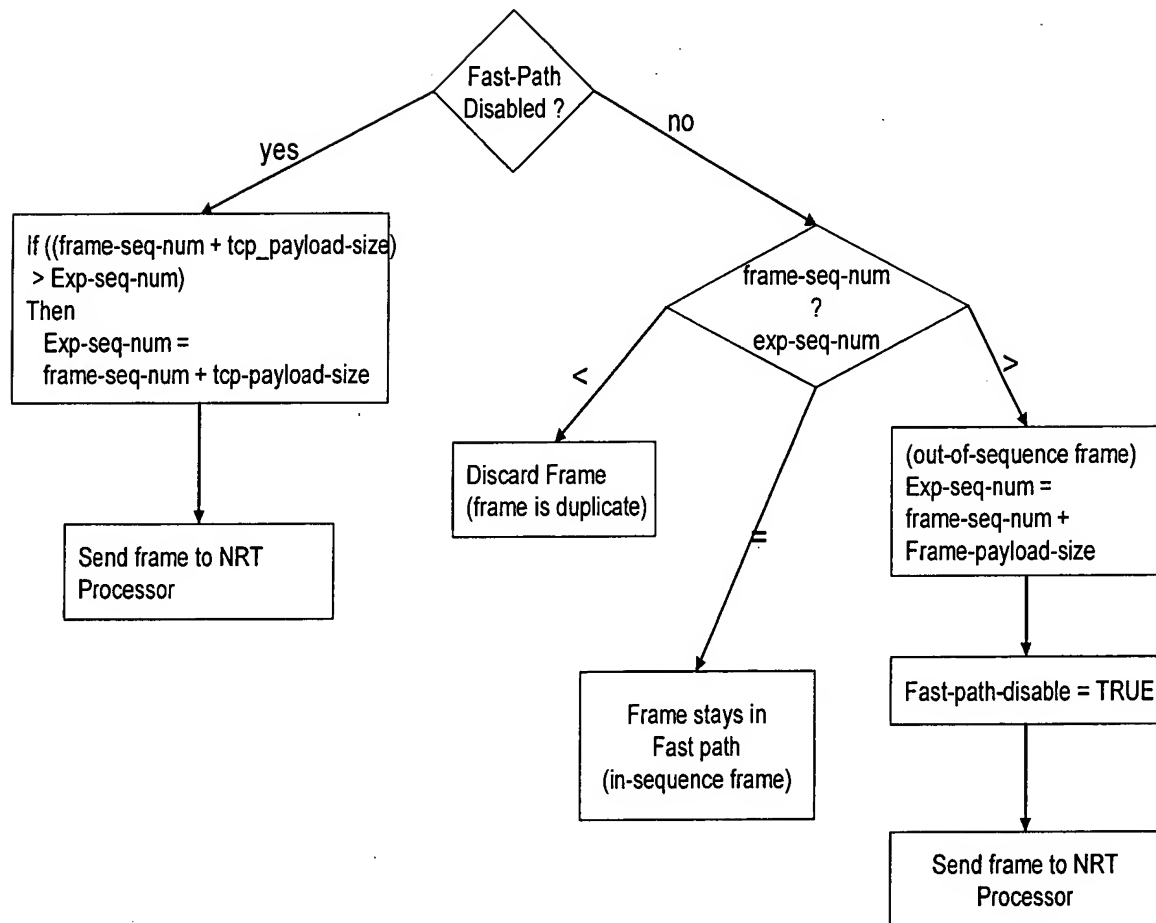 Fast-Path
Disabled ?
yes
no
If ((frame-seq-num + tcp_payload-size)
> Exp-seq-num)
Then
Exp-seq-num =
frame-seq-num + tcp-payload-size
Send frame to NRT
Processor
frame-seq-num
?
exp-seq-num
<
=
>
Discard Frame
(frame is duplicate)
Frame stays in
Fast path
(in-sequence frame)
(out-of-sequence frame)
Exp-seq-num =
frame-seq-num +
Frame-payload-size
Fast-path-disable = TRUE
Send frame to NRT
Processor